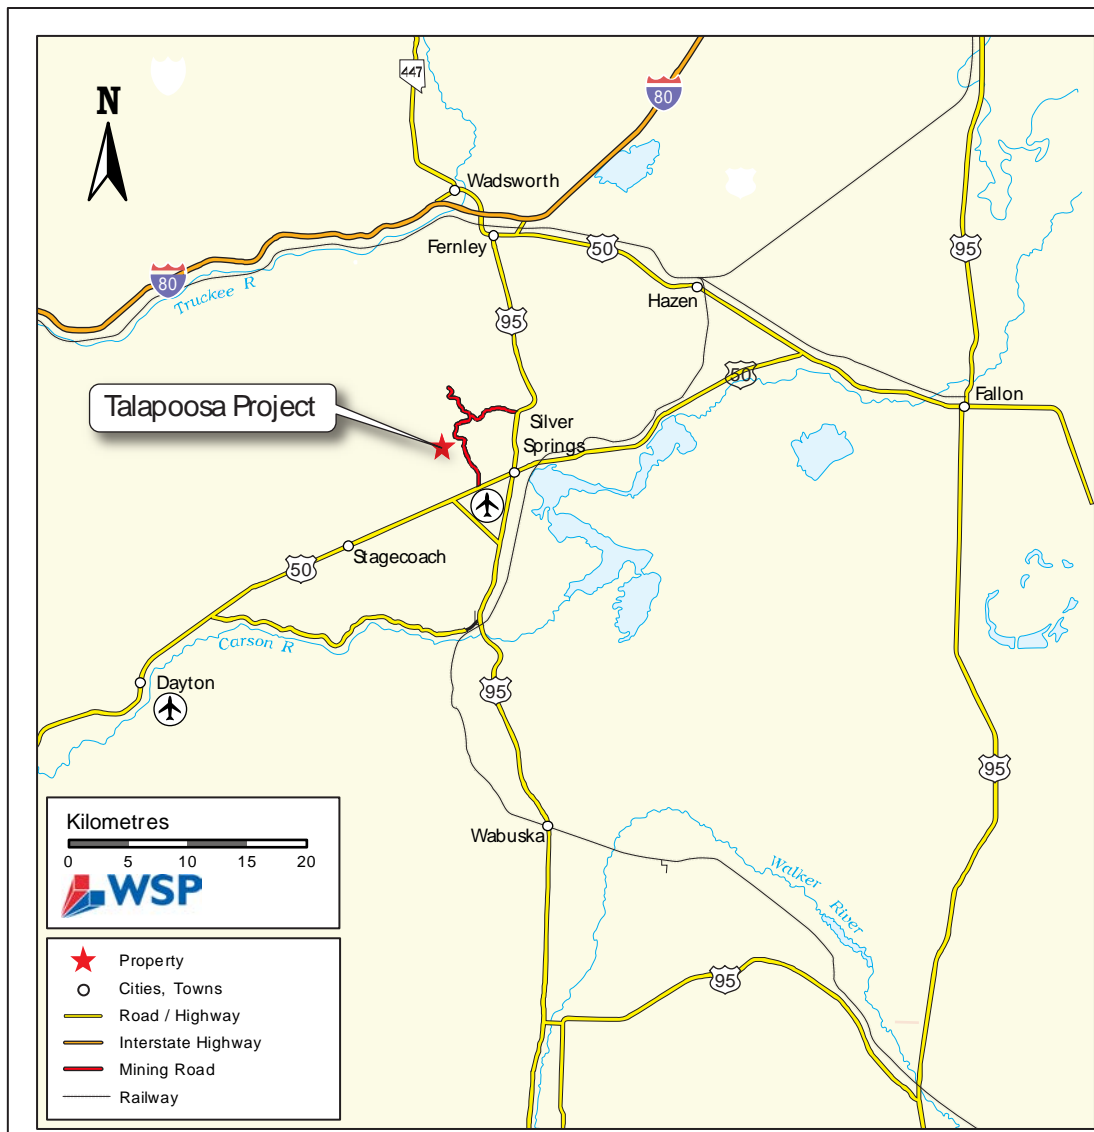 447
N
80
Wadsworth
Fernley
50
95
80
Truckee R
Hazen
95
50
Talapoosa Project
Silver
Springs
Fallon
Stagecoach
50
Carson R
Dayton
95
95
Kilometres
0 5 10 15 20
WSP
Wabuska
Walker
River
95
Property
Cities, Towns
Road / Highway
Interstate Highway
Mining Road
Railway